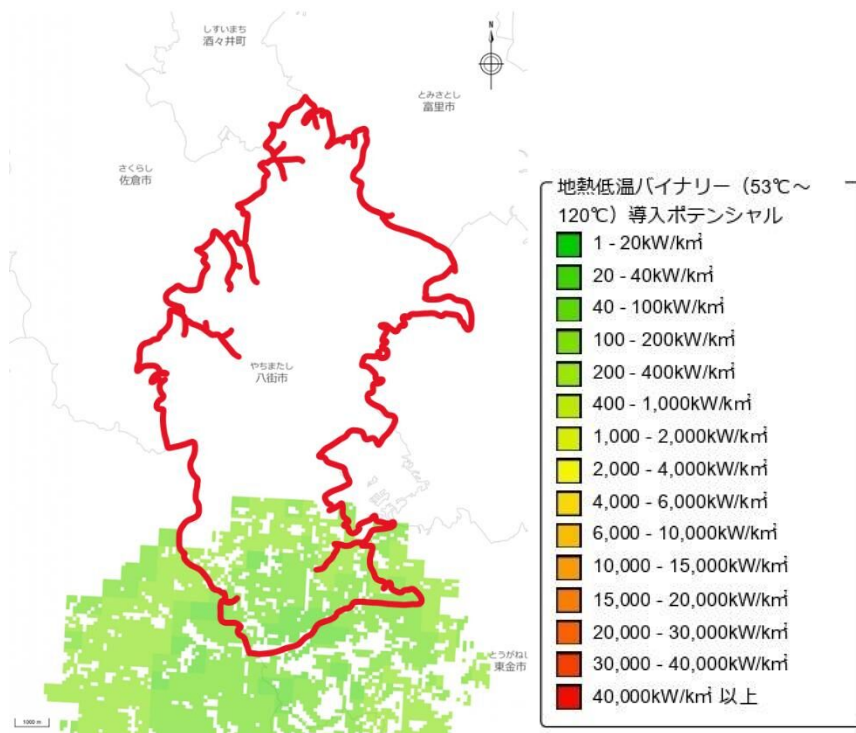 しすいまち
酒々井町
N
とみさとし
富里市
さくらし
佐倉市
やちまたし
八街市
とうがねし
東金市
1000 m
地熱低温バイナリー（53℃～
120℃）導入ポテンシャル
1 - 20kW/k㎡
20 - 40kW/k㎡
40 - 100kW/k㎡
100 - 200kW/k㎡
200 - 400kW/k㎡
400 - 1,000kW/k㎡
1,000 - 2,000kW/k㎡
2,000 - 4,000kW/k㎡
4,000 - 6,000kW/k㎡
6,000 - 10,000kW/k㎡
10,000 - 15,000kW/k㎡
15,000 - 20,000kW/k㎡
20,000 - 30,000kW/k㎡
30,000 - 40,000kW/k㎡
40,000kW/k㎡ 以上